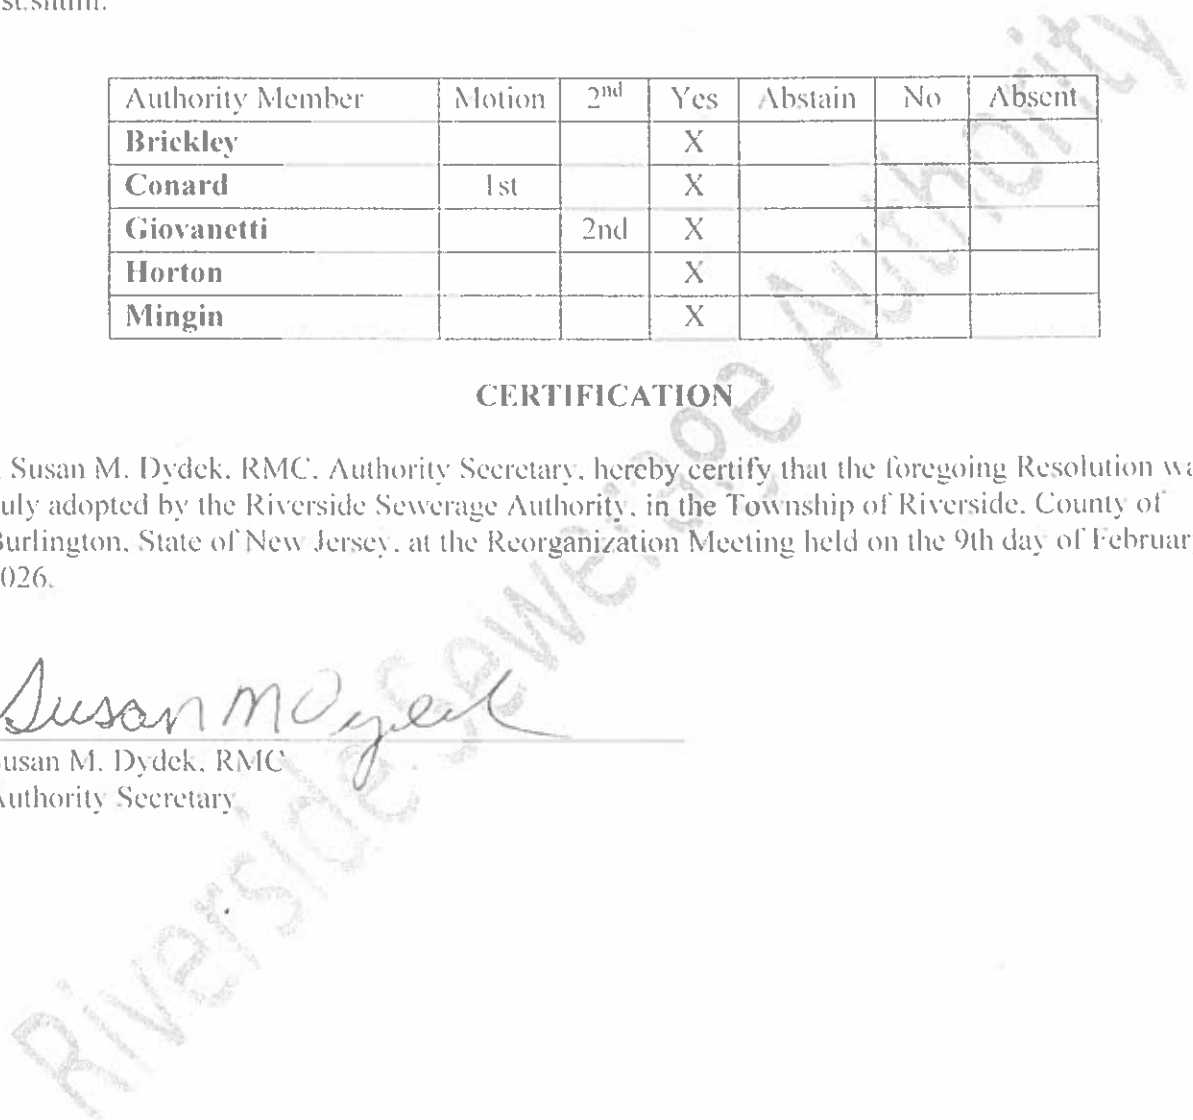 st.shtml.
Authority Member Motion 2nd Yes Abstain No Absent
Brickley X
Conard 1st X
Giovanetti 2nd X
Horton X
Mingin X
CERTIFICATION
Susan M. Dydek, RMC, Authority Secretary, hereby certify that the foregoing Resolution wa
uly adopted by the Riverside Sewerage Authority, in the Township of Riverside, County of
Burlington, State of New Jersey, at the Reorganization Meeting held on the 9th day of Februar
026.
Susan M Dydek
usan M. Dydek, RMC
Authority Secretary
Riverside Sewerage Authority